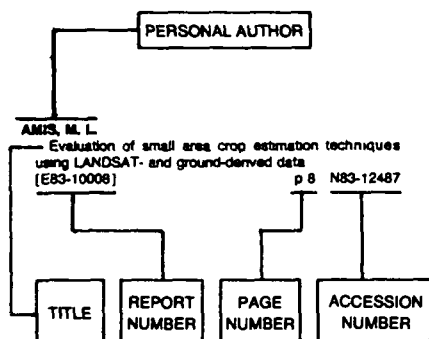 PERSONAL AUTHOR
AMIS, M. L.
Evaluation of small area crop estimation techniques
using LANDSAT- and ground-derived data
[E83-10008] p 8 N83-12487
TITLE
REPORT NUMBER
PAGE NUMBER
ACCESSION NUMBER